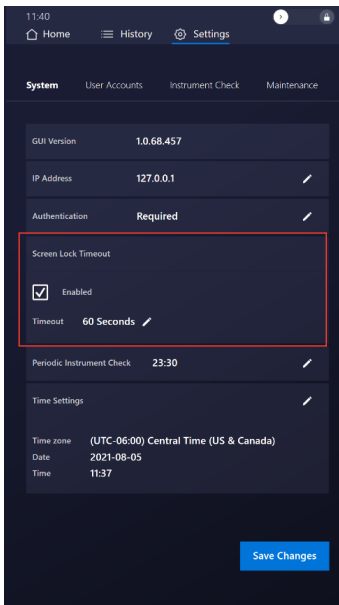 11:40
Home History Settings
System User Accounts Instrument Check Maintenance
GUI Version 1.0.68.457
IP Address 127.0.0.1
Authentication Required
Screen Lock Timeout
Enabled
Timeout 60 Seconds
Periodic Instrument Check 23:30
Time Settings
Time zone (UTC-06:00) Central Time (US & Canada)
Date 2021-08-05
Time 11:37
Save Changes